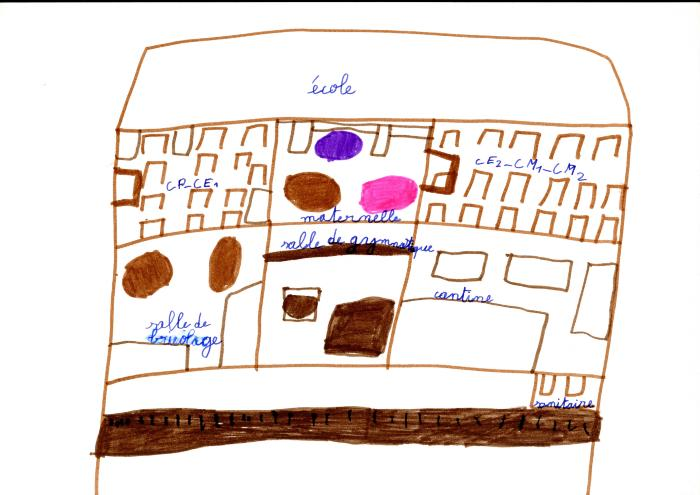 école
CP-CE1
CE2-CM1-CM2
maternelle
salle de gymnastique
cantine
salle de
bricolage
sanitaire